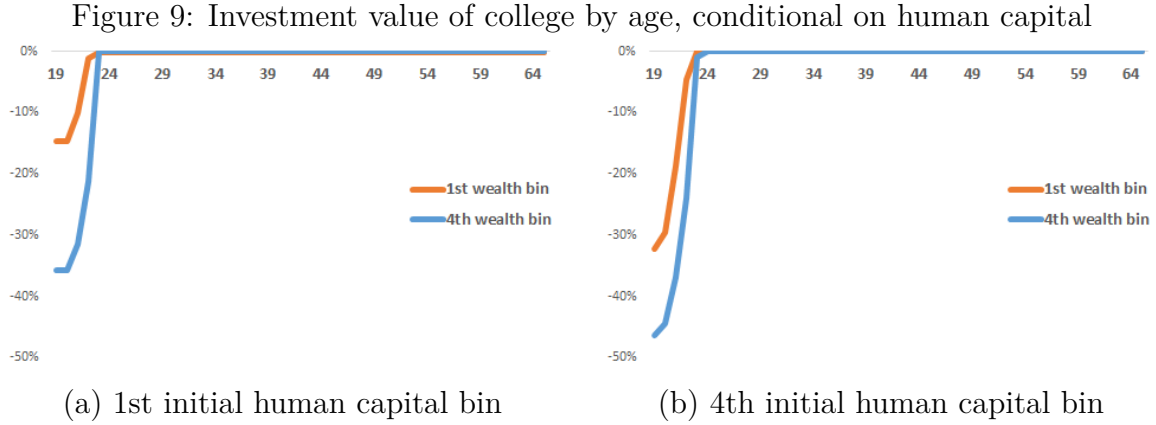 Figure 9: Investment value of college by age, conditional on human capital
0%
19 24 29 34 39 44 49 54 59 64
-10%
-20%
1st wealth bin
-30%
4th wealth bin
-40%
-50%
(a) 1st initial human capital bin
0%
19 24 29 34 39 44 49 54 59 64
-10%
-20%
1st wealth bin
4th wealth bin
-30%
-40%
-50%
(b) 4th initial human capital bin